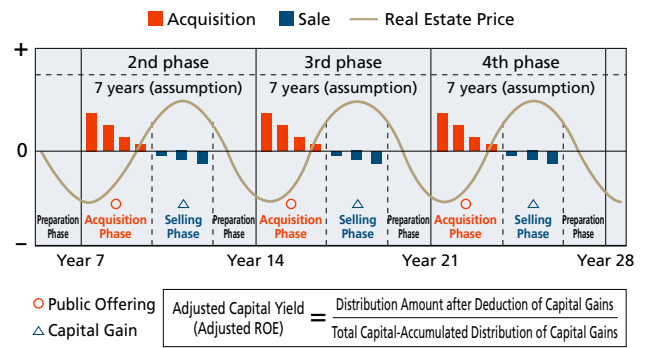 Acquisition Sale Real Estate Price
+
2nd phase 3rd phase 4th phase
7 years (assumption) 7 years (assumption) 7 years (assumption)
0
Preparation Phase
Acquisition Phase
Selling Phase
Preparation Phase
Acquisition Phase
Selling Phase
Preparation Phase
Acquisition Phase
Selling Phase
Preparation Phase
−
Year 7 Year 14 Year 21 Year 28
Public Offering
Capital Gain
Adjusted Capital Yield
(Adjusted ROE)
=
Distribution Amount after Deduction of Capital Gains
Total Capital-Accumulated Distribution of Capital Gains